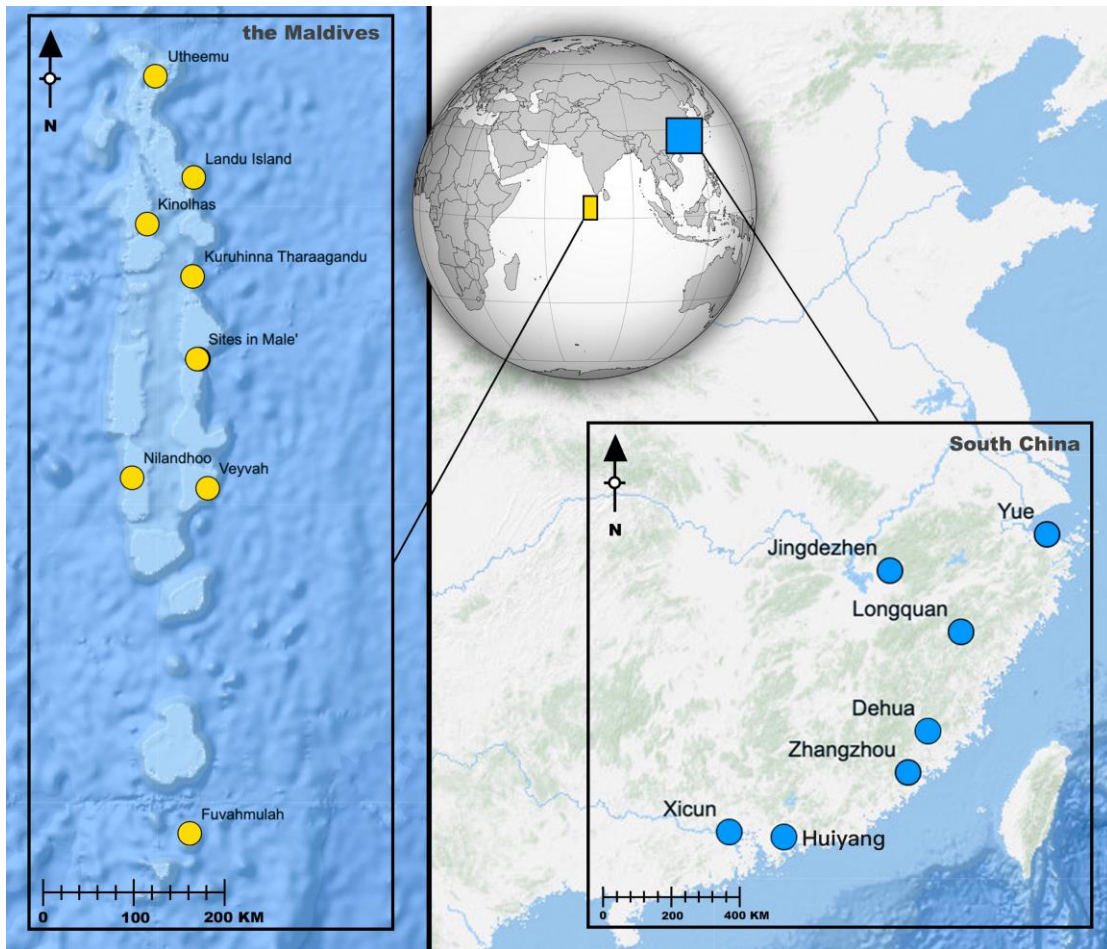 the Maldives
N
Utheemu
Landu Island
Kinolhas
Kuruhinna Tharaagandu
Sites in Male'
Nilandhoo
Veyvah
Fuvahmulah
0 100 200 KM
South China
N
Yue
Jingdezhen
Longquan
Dehua
Zhangzhou
Xicun
Huiyang
0 200 400 KM